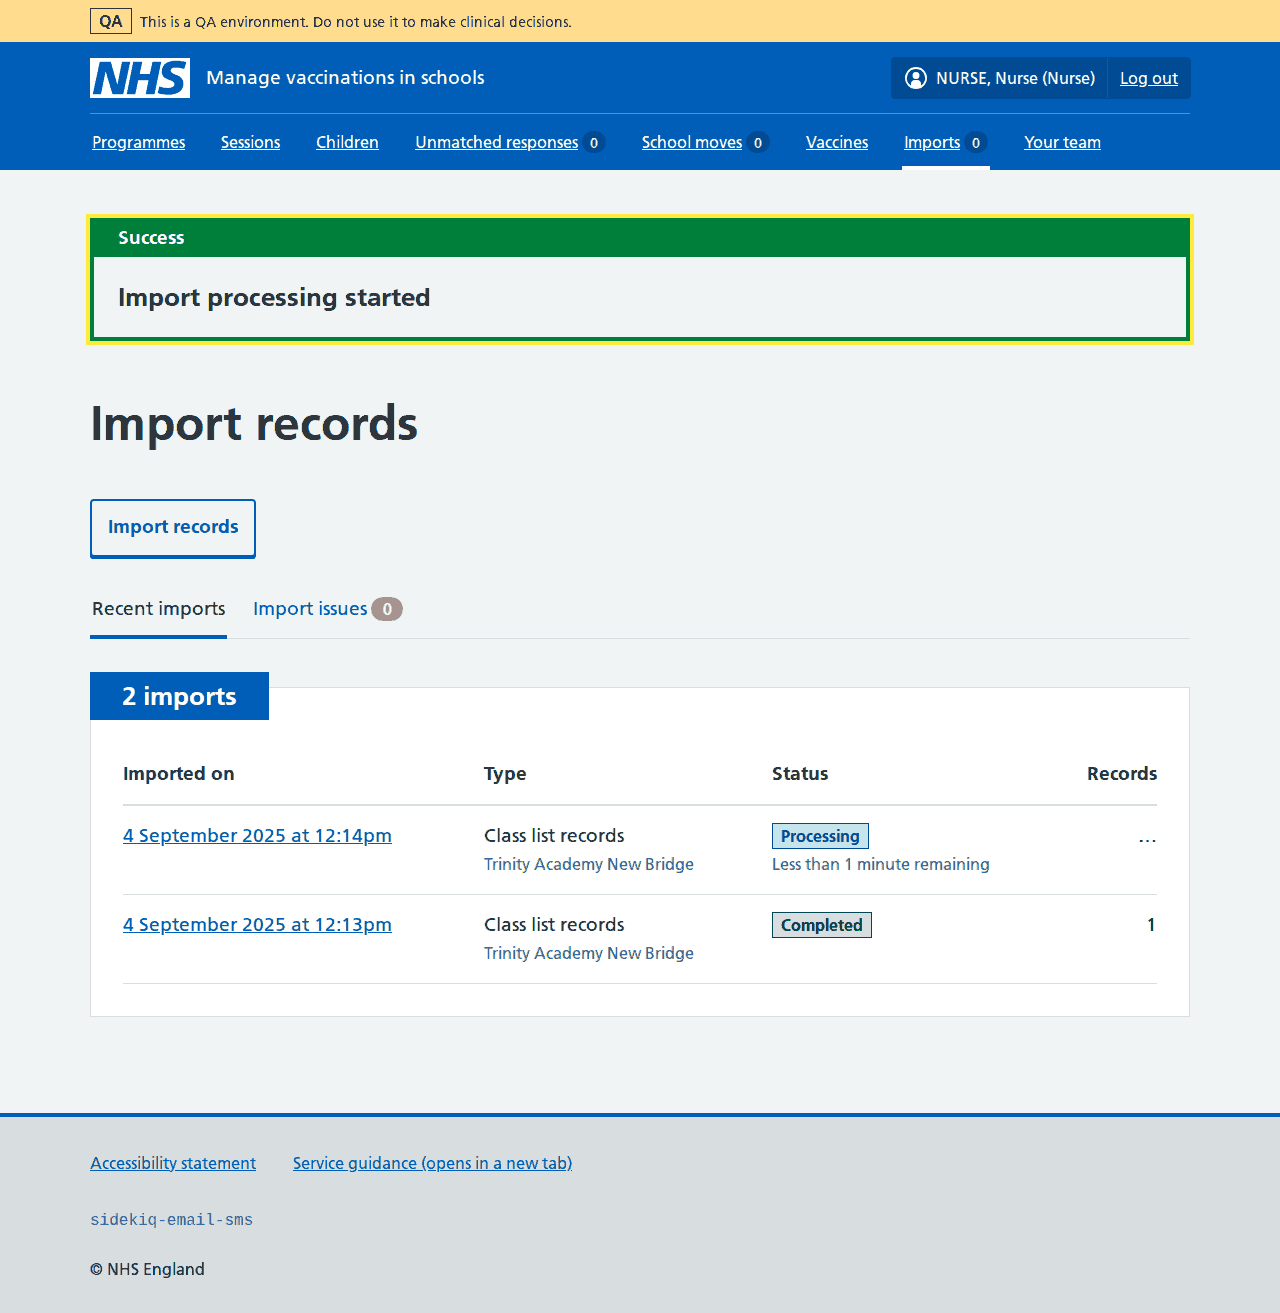 QA This is a QA environment. Do not use it to make clinical decisions.
NHS Manage vaccinations in schools NURSE, Nurse (Nurse) Log out
Programmes Sessions Children Unmatched responses 0 School moves 0 Vaccines Imports 0 Your team
Success
Import processing started
Import records
Import records
Recent imports Import issues 0
2 imports
Imported on Type Status Records
4 September 2025 at 12:14pm Class list records Processing ...
Trinity Academy New Bridge Less than 1 minute remaining
4 September 2025 at 12:13pm Class list records Completed 1
Trinity Academy New Bridge
Accessibility statement Service guidance (opens in a new tab)
sidekiq-email-sms
© NHS England